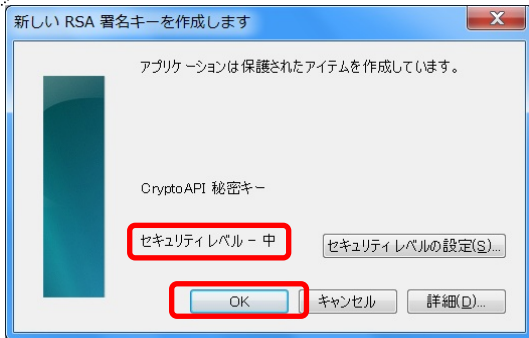 新しい RSA 署名キーを作成します
アプリケーションは保護されたアイテムを作成しています。
CryptoAPI 秘密キー
セキュリティ レベル - 中
セキュリティ レベルの設定(S)...
OK
キャンセル
詳細(D)...